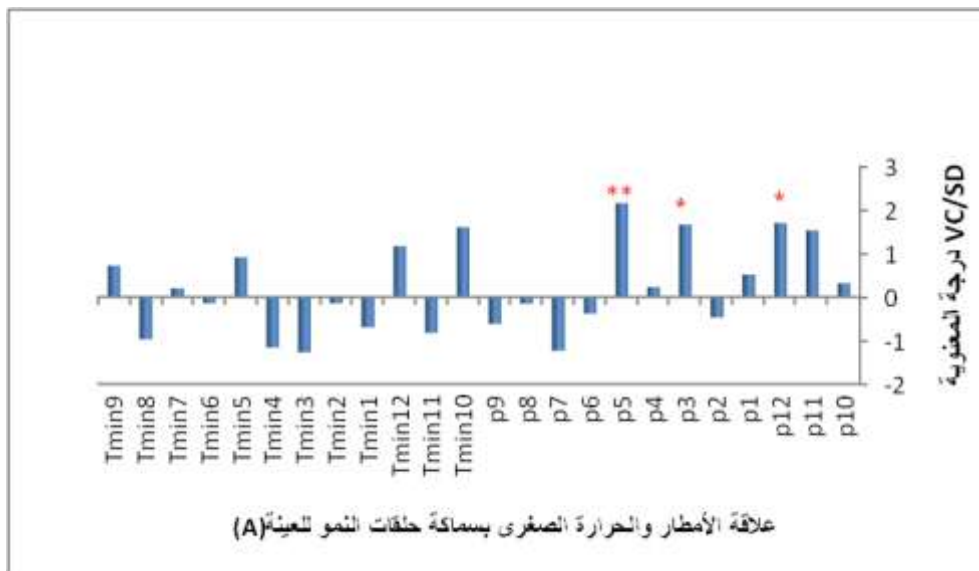 **
*
*
3
2
1
0
-1
-2
درجة المعنوية VC/SD
Tmin9
Tmin8
Tmin7
Tmin6
Tmin5
Tmin4
Tmin3
Tmin2
Tmin1
Tmin12
Tmin11
Tmin10
p9
p8
p7
p6
p5
p4
p3
p2
p1
p12
p11
p10
علاقة الأمطار والحرارة الصغرى بسماكة حلقات النمو للعينة(A)